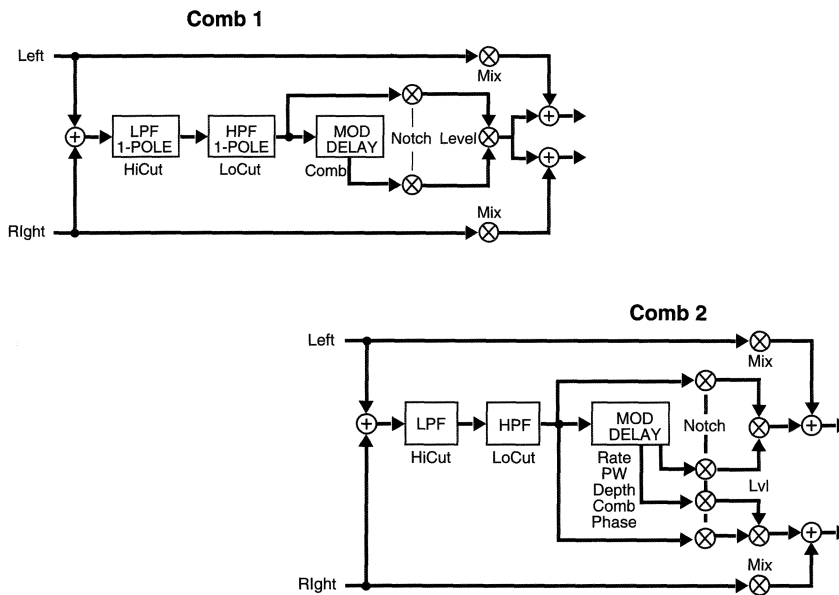 Comb 1
Left
Mix
LPF
1-POLE
HPF
1-POLE
MOD
DELAY
Notch
Level
HiCut
LoCut
Comb
RIght
Mix
Comb 2
Left
Mix
LPF
HPF
MOD
DELAY
Notch
HiCut
LoCut
Rate
PW
Depth
Comb
Phase
Lvl
RIght
Mix